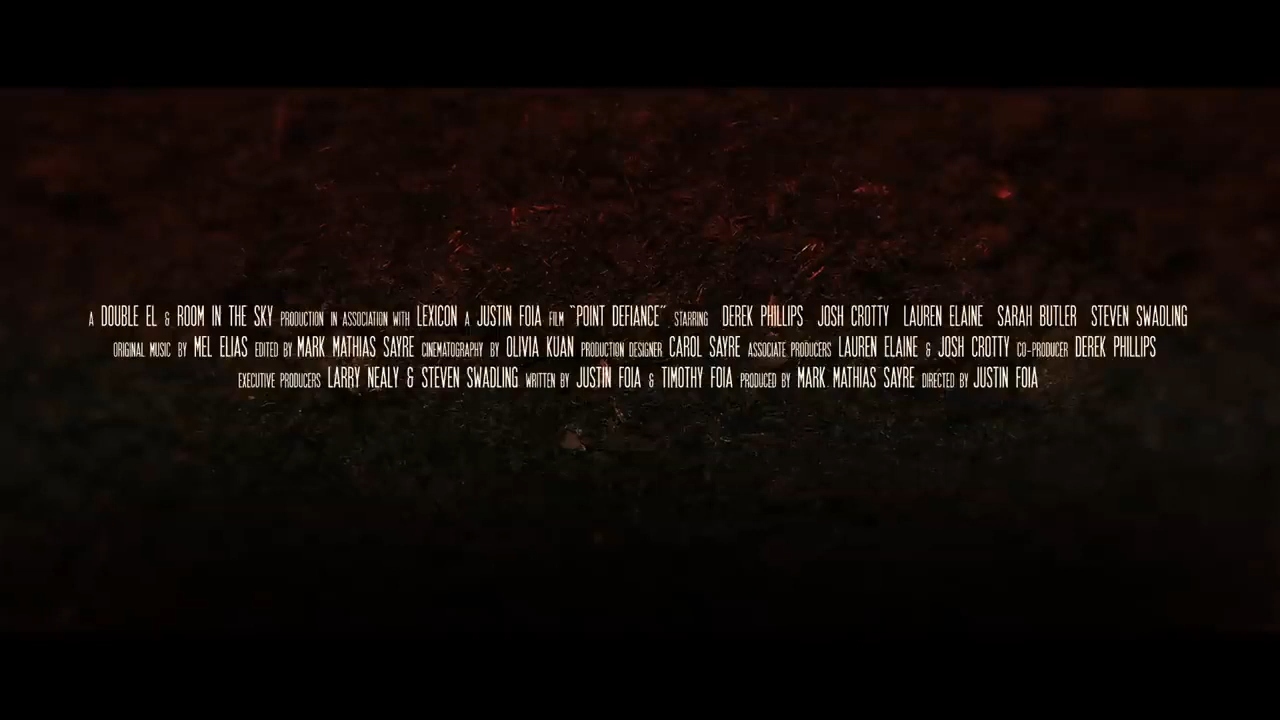 A DOUBLE EL & ROOM IN THE SKY PRODUCTION IN ASSOCIATION WITH LEXICON A JUSTIN FOIA FILM "POINT DEFIANCE" STARRING DEREK PHILLIPS JOSH CROTTY LAUREN ELAINE SARAH BUTLER STEVEN SWADLING
ORIGINAL MUSIC BY MEL ELIAS EDITED BY MARK MATHIAS SAYRE CINEMATOGRAPHY BY OLIVIA KUAN PRODUCTION DESIGNER CAROL SAYRE ASSOCIATE PRODUCERS LAUREN ELAINE & JOSH CROTTY CO-PRODUCER DEREK PHILLIPS
EXECUTIVE PRODUCERS LARRY NEALY & STEVEN SWADLING WRITTEN BY JUSTIN FOIA & TIMOTHY FOIA PRODUCED BY MARK MATHIAS SAYRE DIRECTED BY JUSTIN FOIA